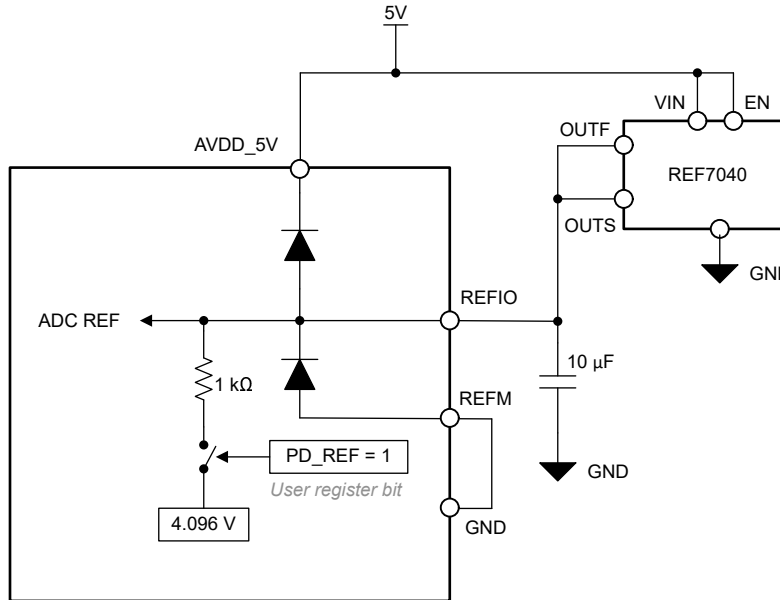 5V
VIN
EN
OUTF
AVDD_5V
REF7040
OUTS
GND
REFIO
ADC REF
10 μF
1 kΩ
REFM
PD_REF = 1
GND
User register bit
4.096 V
GND